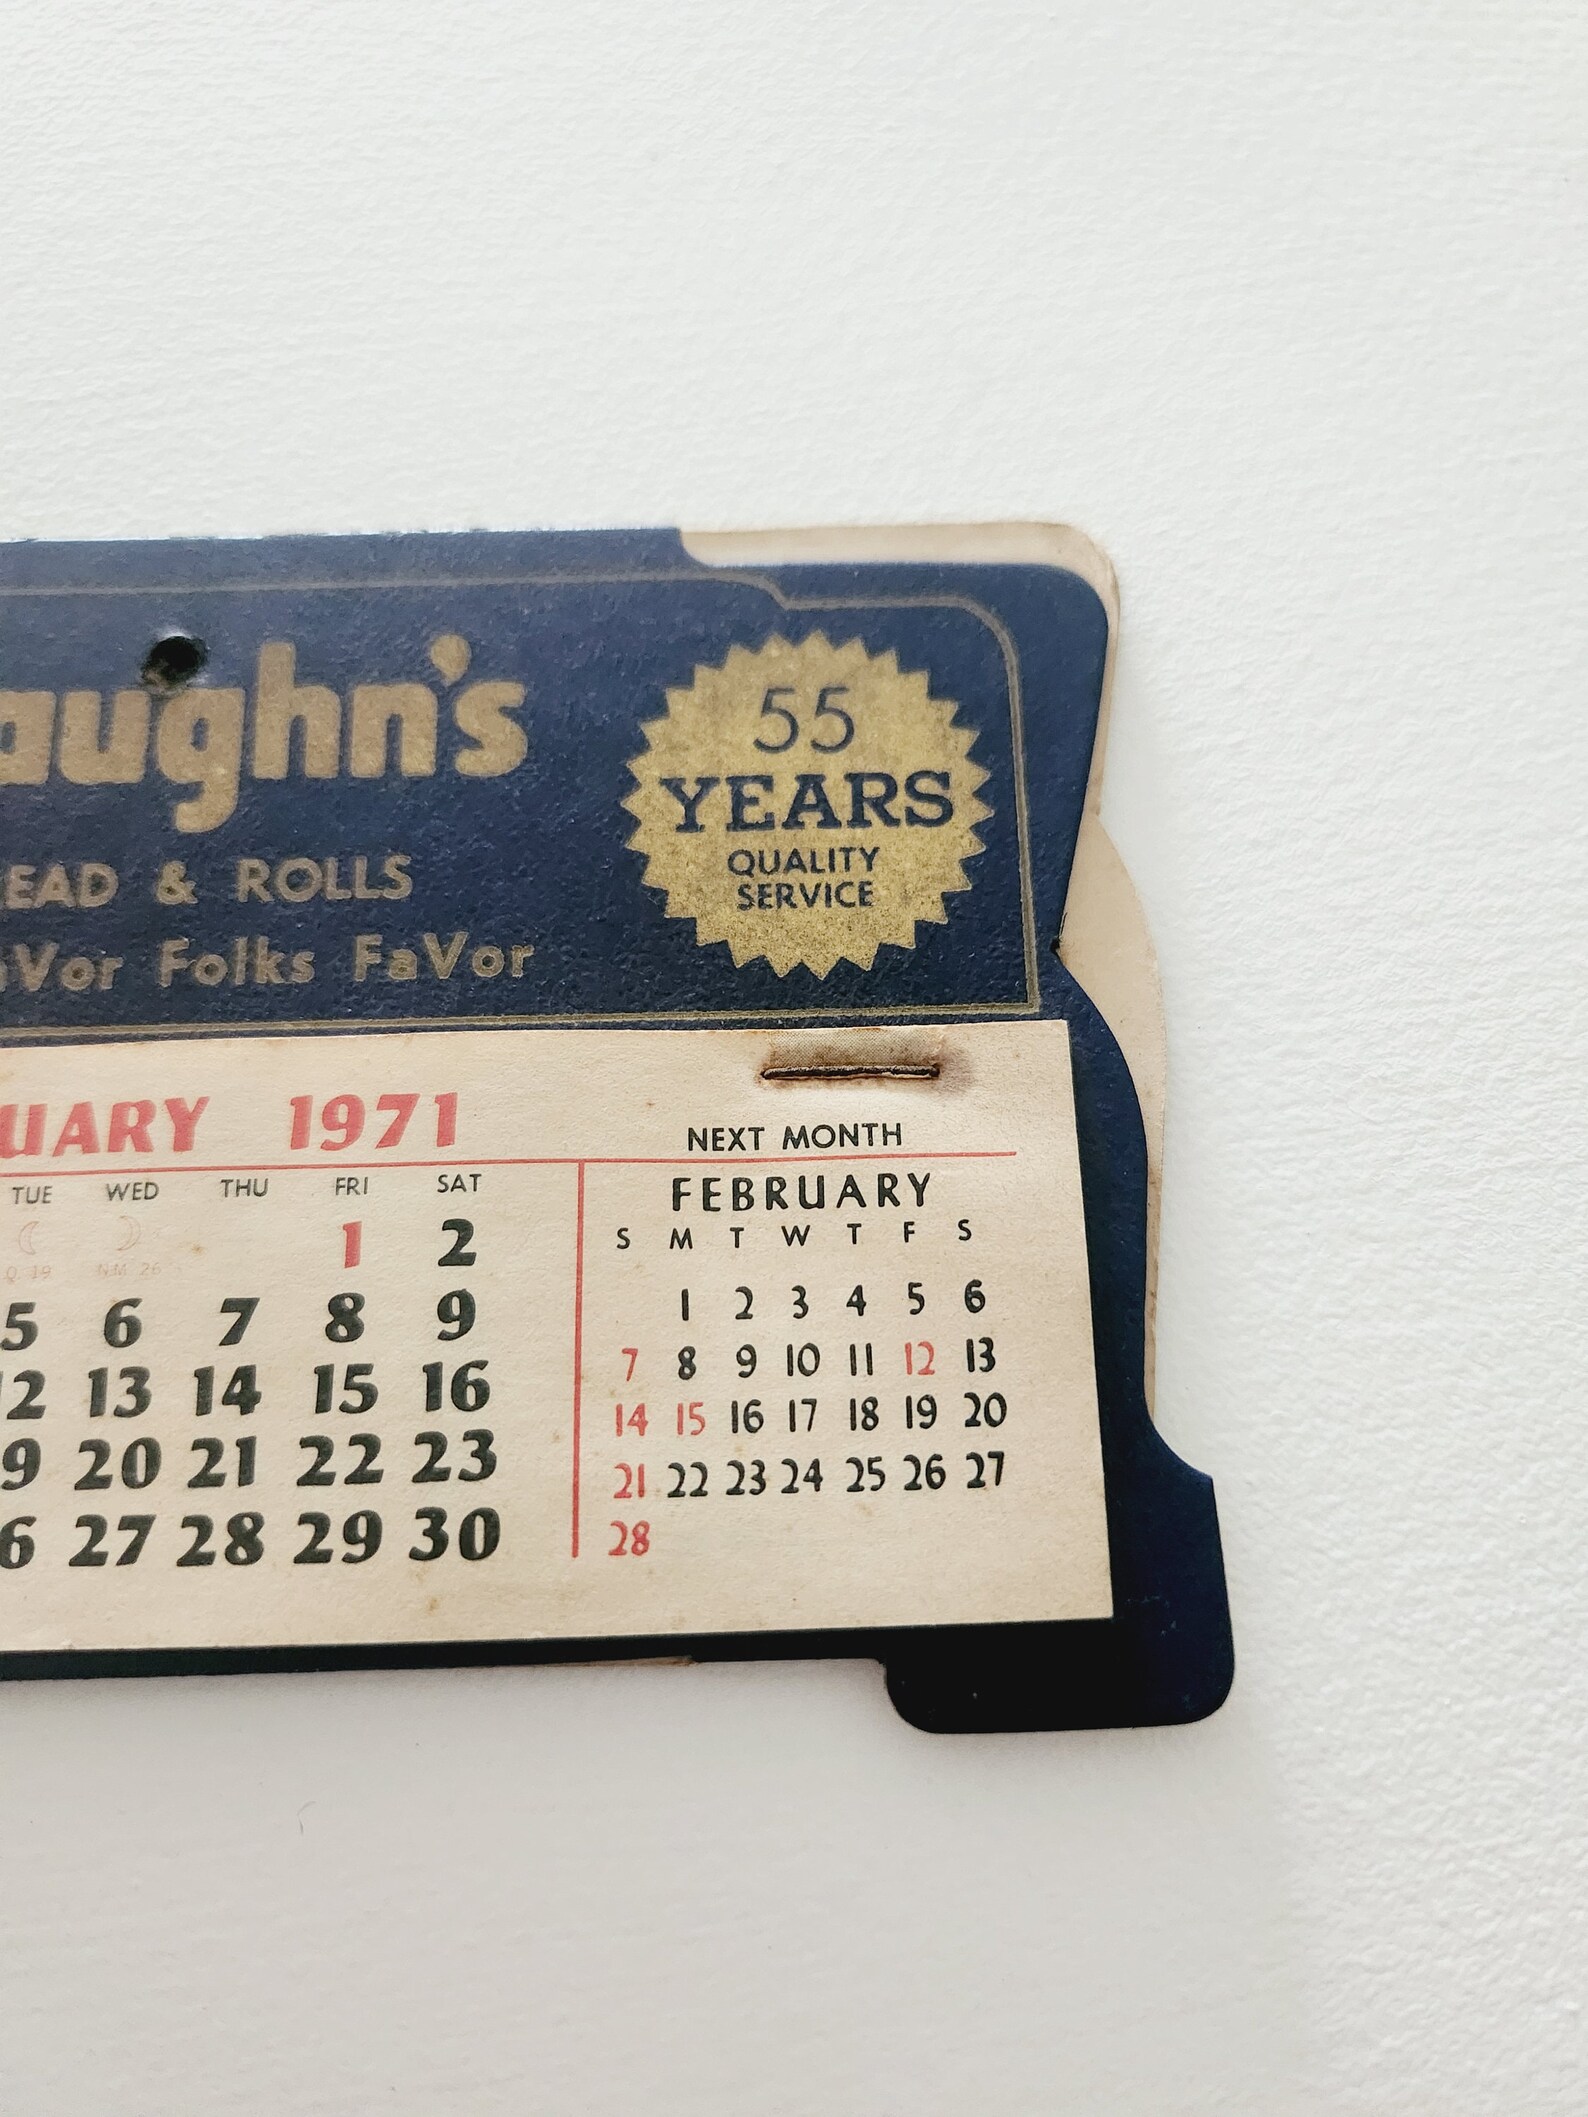 aughn's
EAD & ROLLS
aVor Folks FaVor
55
YEARS
QUALITY
SERVICE
UARY 1971
TUE WED THU FRI SAT
Q 19 NM 26
1 2
5 6 7 8 9
12 13 14 15 16
9 20 21 22 23
6 27 28 29 30
NEXT MONTH
FEBRUARY
S M T W T F S
1 2 3 4 5 6
7 8 9 10 11 12 13
14 15 16 17 18 19 20
21 22 23 24 25 26 27
28